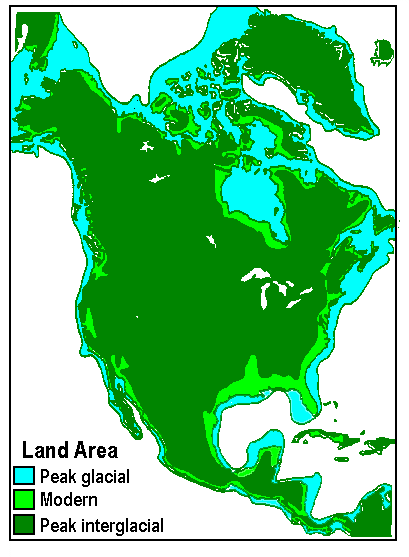 Land Area
Peak glacial
Modern
Peak interglacial